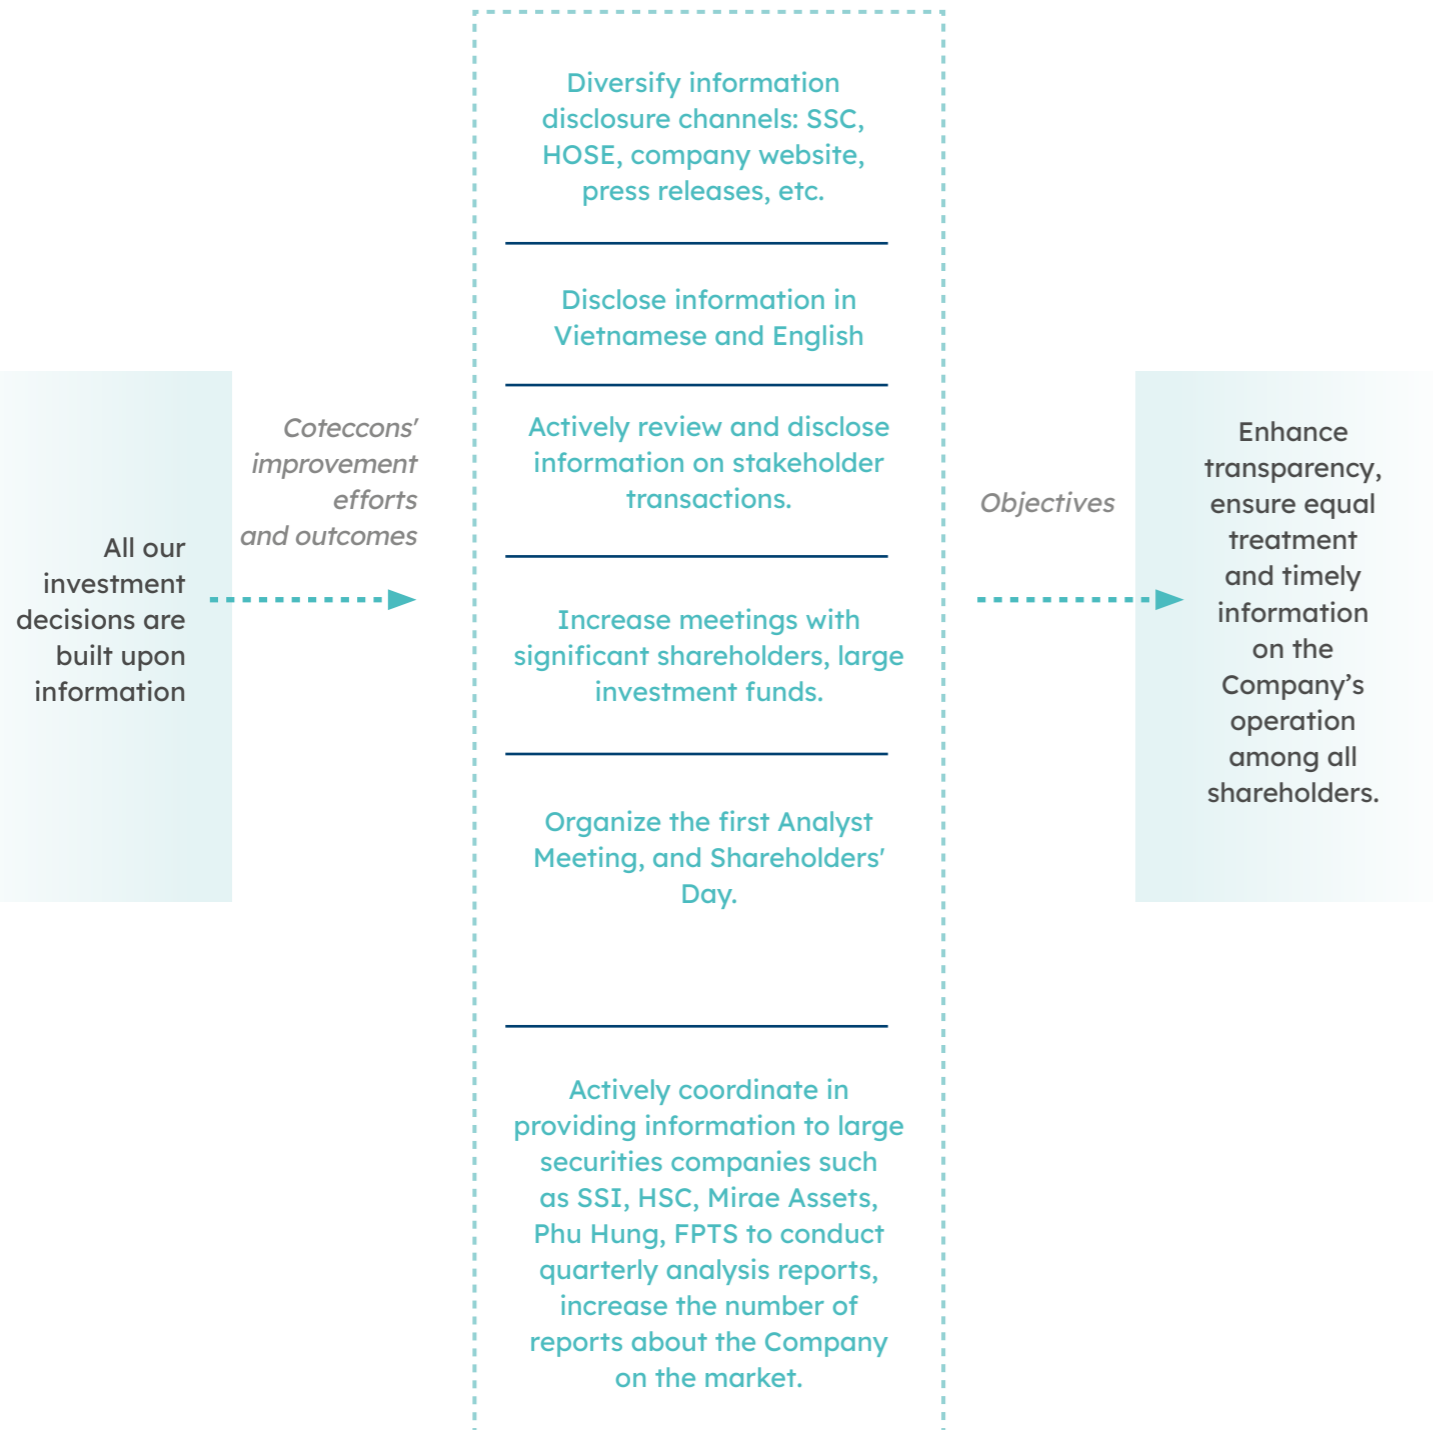 All our
investment
decisions are
built upon
information
Coteccons'
improvement
efforts
and outcomes
Diversify information
disclosure channels: SSC,
HOSE, company website,
press releases, etc.
Disclose information in
Vietnamese and English
Actively review and disclose
information on stakeholder
transactions.
Increase meetings with
significant shareholders, large
investment funds.
Organize the first Analyst
Meeting, and Shareholders'
Day.
Actively coordinate in
providing information to large
securities companies such
as SSI, HSC, Mirae Assets,
Phu Hung, FPTS to conduct
quarterly analysis reports,
increase the number of
reports about the Company
on the market.
Objectives
Enhance
transparency,
ensure equal
treatment
and timely
information
on the
Company’s
operation
among all
shareholders.